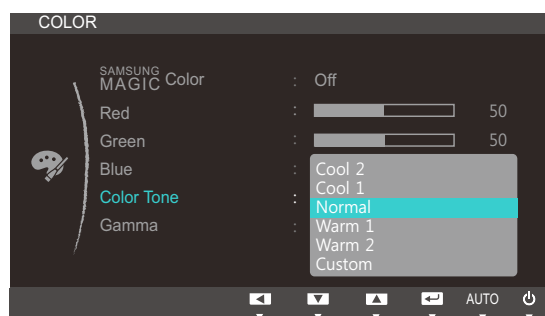 COLOR
SAMSUNG
MAGIC Color : Off
Red : 50
Green : 50
Blue :
Color Tone :
Gamma :
Cool 2
Cool 1
Normal
Warm 1
Warm 2
Custom
AUTO